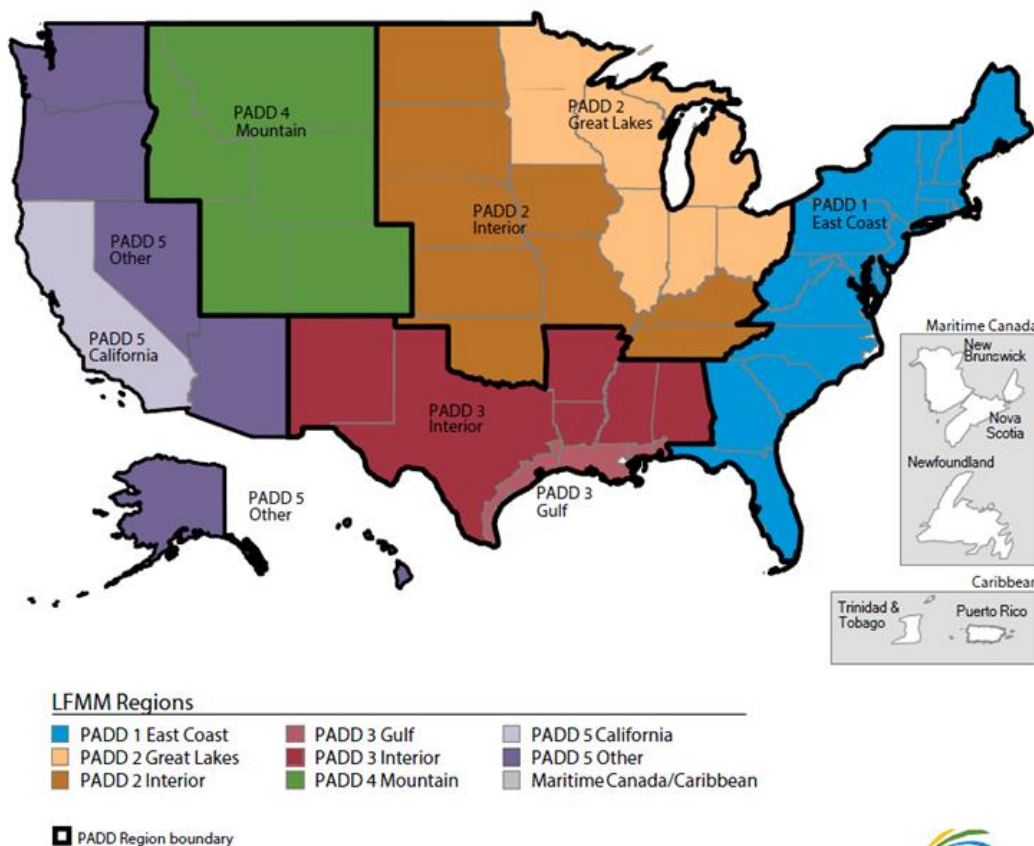 PADD 4
Mountain
PADD 2
Great Lakes
PADD 1
East Coast
PADD 2
Interior
PADD 5
Other
PADD 5
California
PADD 3
Interior
PADD 3
Gulf
PADD 5
Other
Maritime Canada
New
Brunswick
Nova
Scotia
Newfoundland
Caribbean
Trinidad &
Tobago
Puerto Rico
LFMM Regions
PADD 1 East Coast
PADD 2 Great Lakes
PADD 2 Interior
PADD 3 Gulf
PADD 3 Interior
PADD 4 Mountain
PADD 5 California
PADD 5 Other
Maritime Canada/Caribbean
PADD Region boundary